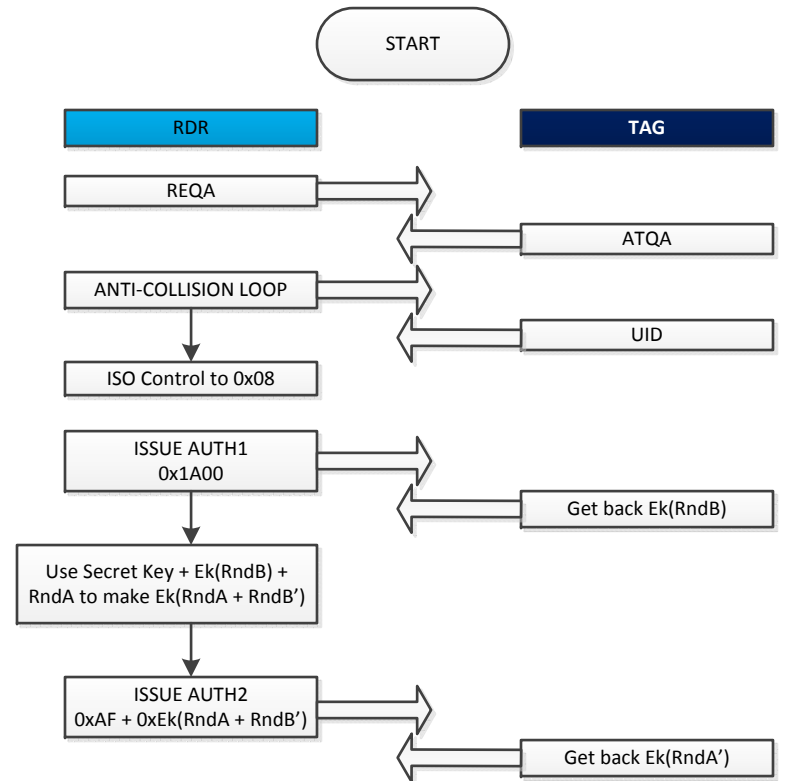 START
RDR
TAG
REQA
ATQA
ANTI-COLLISION LOOP
UID
ISO Control to 0x08
ISSUE AUTH1
0x1A00
Get back Ek(RndB)
Use Secret Key + Ek(RndB) +
RndA to make Ek(RndA + RndB’)
ISSUE AUTH2
0xAF + 0xEk(RndA + RndB’)
Get back Ek(RndA’)